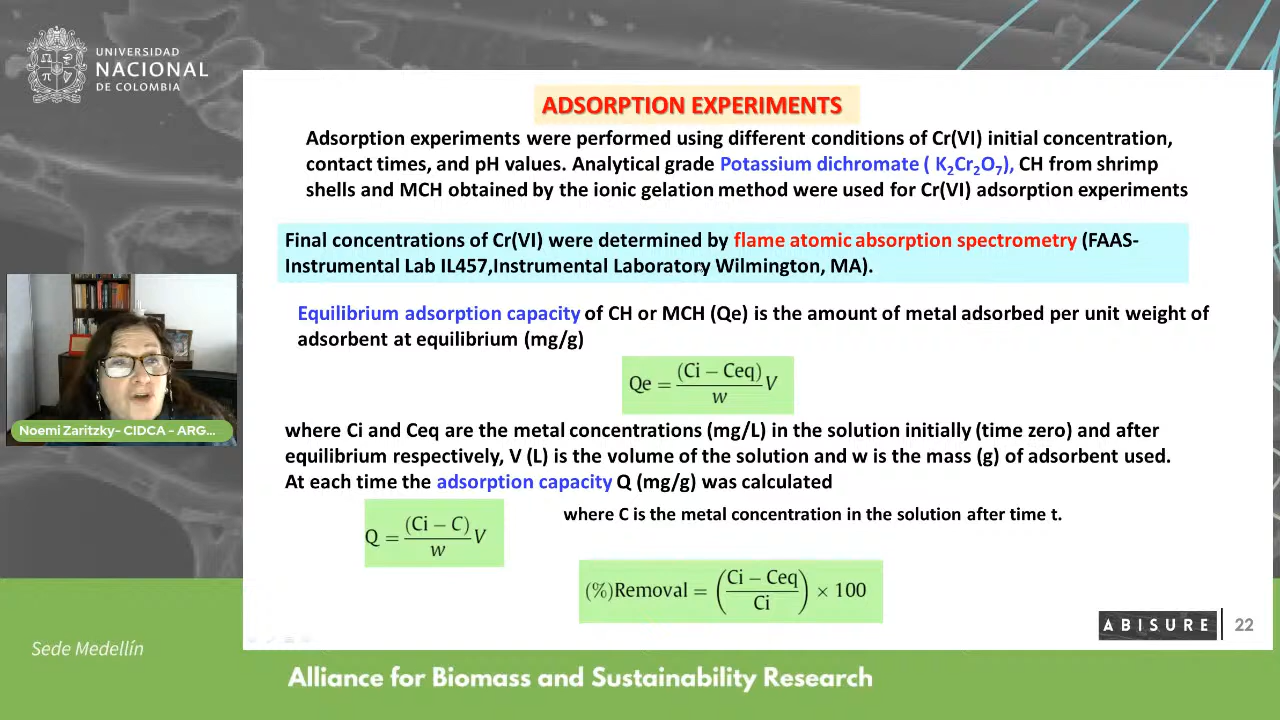 UNIVERSIDAD
NACIONAL
DE COLOMBIA
ADSORPTION EXPERIMENTS
Adsorption experiments were performed using different conditions of Cr(VI) initial concentration,
contact times, and pH values. Analytical grade Potassium dichromate ( K₂Cr₂O₇), CH from shrimp
shells and MCH obtained by the ionic gelation method were used for Cr(VI) adsorption experiments
Final concentrations of Cr(VI) were determined by flame atomic absorption spectrometry (FAAS-
Instrumental Lab IL457,Instrumental Laboratory Wilmington, MA).
Equilibrium adsorption capacity of CH or MCH (Qe) is the amount of metal adsorbed per unit weight of
adsorbent at equilibrium (mg/g)
Qe = (Ci − Ceq)/w V
where Ci and Ceq are the metal concentrations (mg/L) in the solution initially (time zero) and after
equilibrium respectively, V (L) is the volume of the solution and w is the mass (g) of adsorbent used.
At each time the adsorption capacity Q (mg/g) was calculated
Q = (Ci − C)/w V
where C is the metal concentration in the solution after time t.
(%)Removal = ((Ci − Ceq)/Ci) × 100
Noemi Zaritzky- CIDCA - ARG...
ABISURE
22
Sede Medellín
Alliance for Biomass and Sustainability Research